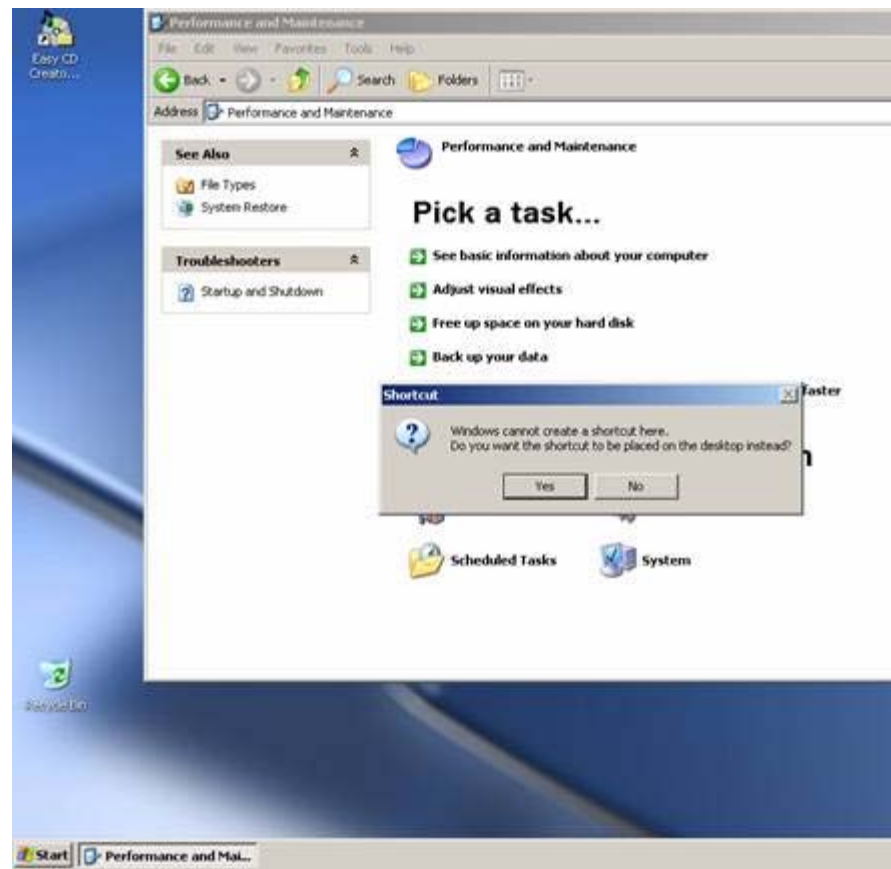 Easy CD
Creato...
Performance and Maintenance
File Edit View Favorites Tools Help
Back Search Folders
Address Performance and Maintenance
See Also
File Types
System Restore
Troubleshooters
Startup and Shutdown
Performance and Maintenance
Pick a task...
See basic information about your computer
Adjust visual effects
Free up space on your hard disk
Back up your data
faster
Shortcut
Windows cannot create a shortcut here.
Do you want the shortcut to be placed on the desktop instead?
Yes No
Scheduled Tasks System
Recycle Bin
Start Performance and Mai...